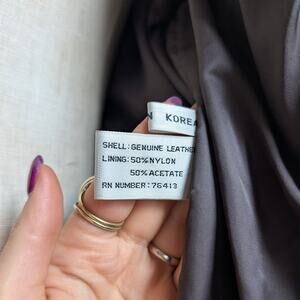 KOREA
SHELL: GENUINE LEATHER
LINING: 50% NYLON
50% ACETATE
RN NUMBER: 76413